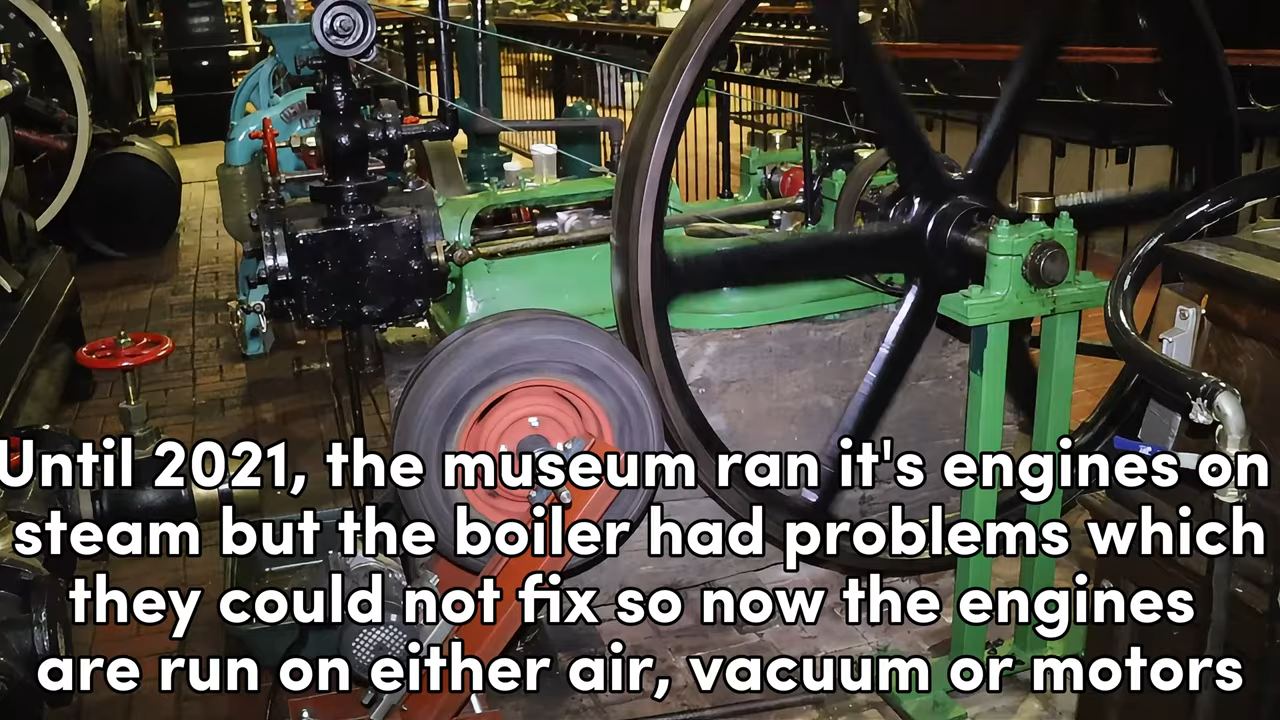 Until 2021, the museum ran it's engines on
steam but the boiler had problems which
they could not fix so now the engines
are run on either air, vacuum or motors